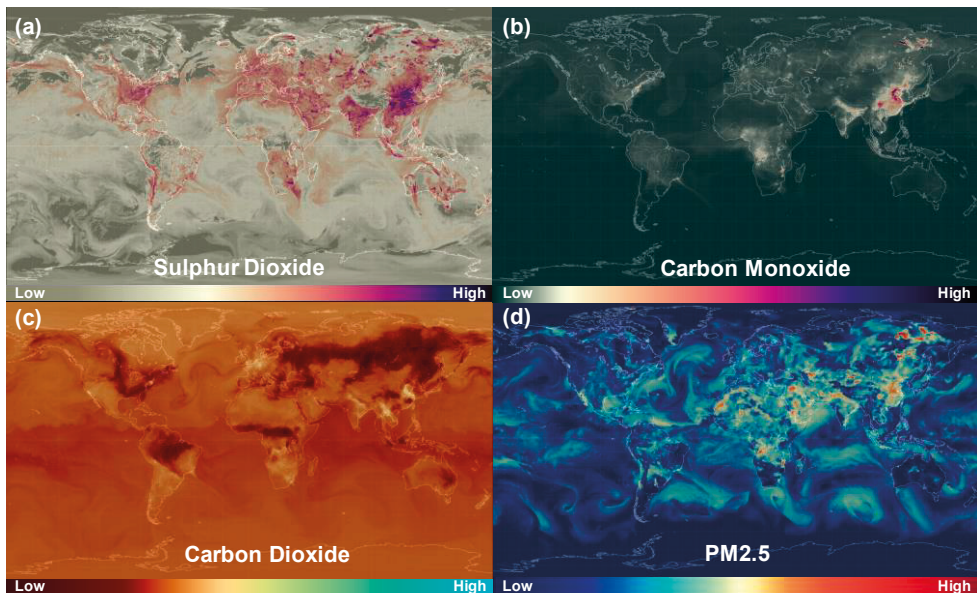 (a)
Sulphur Dioxide
Low High
(b)
Carbon Monoxide
Low High
(c)
Carbon Dioxide
Low High
(d)
PM2.5
Low High